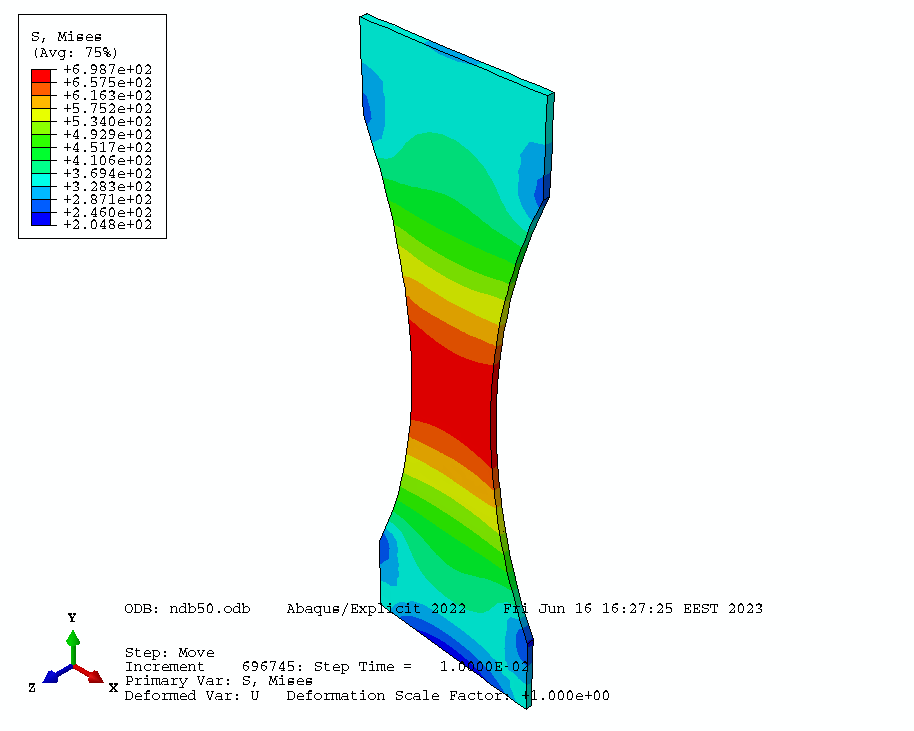 S, Mises
(Avg: 75%)
+6.987e+02
+6.575e+02
+6.163e+02
+5.752e+02
+5.340e+02
+4.929e+02
+4.517e+02
+4.106e+02
+3.694e+02
+3.283e+02
+2.871e+02
+2.460e+02
+2.048e+02
ODB: ndb50.odb    Abaqus/Explicit 2022    Fri Jun 16 16:27:25 EEST 2023
Y
Z
X
Step: Move
Increment    696745: Step Time =   1.0000E-02
Primary Var: S, Mises
Deformed Var: U   Deformation Scale Factor: +1.000e+00